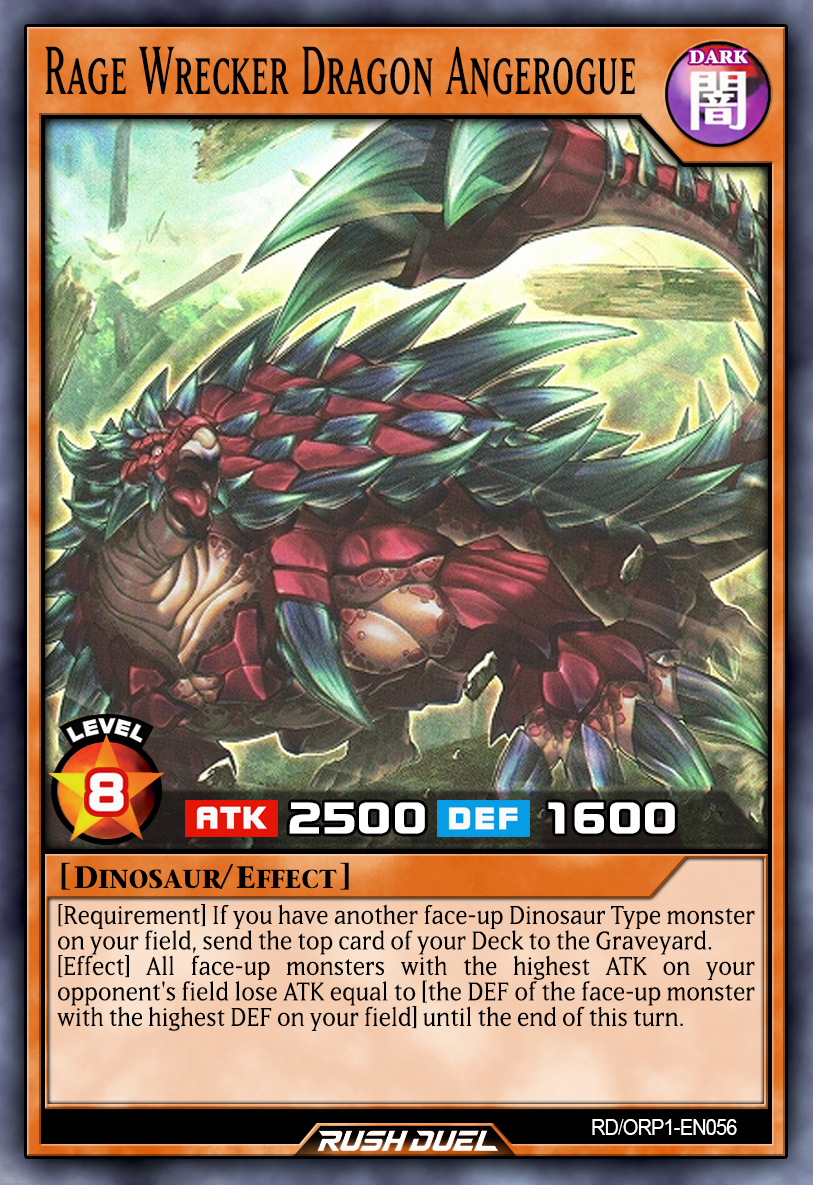 Rage Wrecker Dragon Angerogue
DARK
闇
LEVEL
8
ATK 2500 DEF 1600
[Dinosaur/Effect]
[Requirement] If you have another face-up Dinosaur Type monster
on your field, send the top card of your Deck to the Graveyard.
[Effect] All face-up monsters with the highest ATK on your
opponent's field lose ATK equal to [the DEF of the face-up monster
with the highest DEF on your field] until the end of this turn.
RUSH DUEL
RD/ORP1-EN056